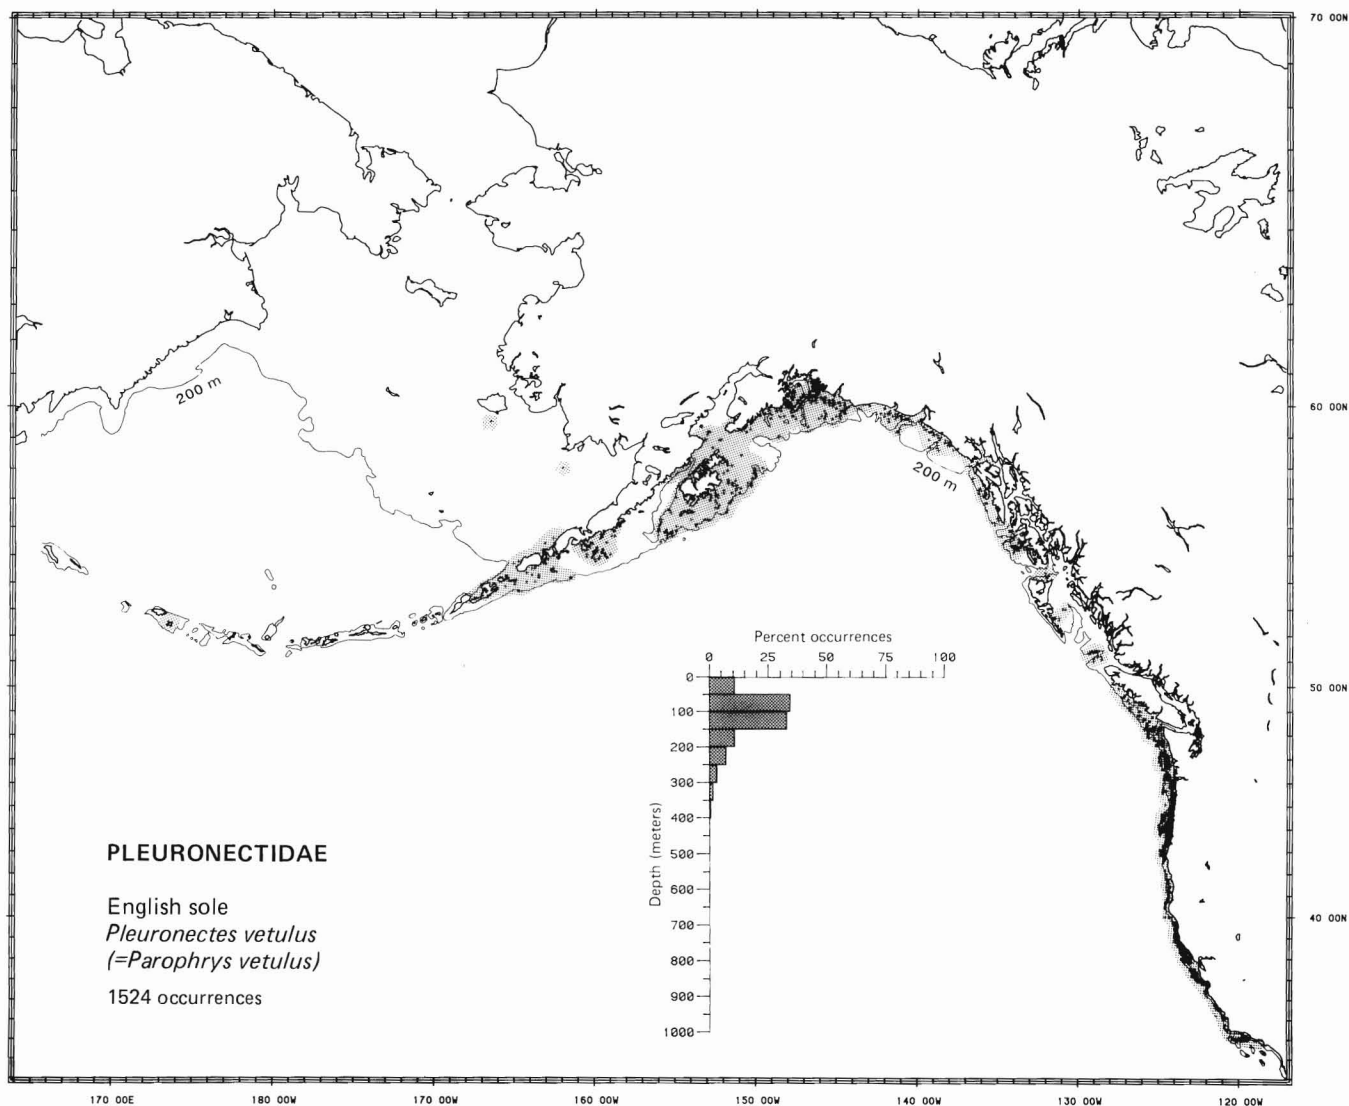 70 00N
200 m
60 00N
200 m
Percent occurrences
0 25 50 75 100
50 00N
0
100
200
300
400
500
600
700
800
900
1000
Depth (meters)
40 00N
PLEURONECTIDAE
English sole
Pleuronectes vetulus
(=Parophrys vetulus)
1524 occurrences
170 00E 180 00W 170 00W 160 00W 150 00W 140 00W 130 00W 120 00W